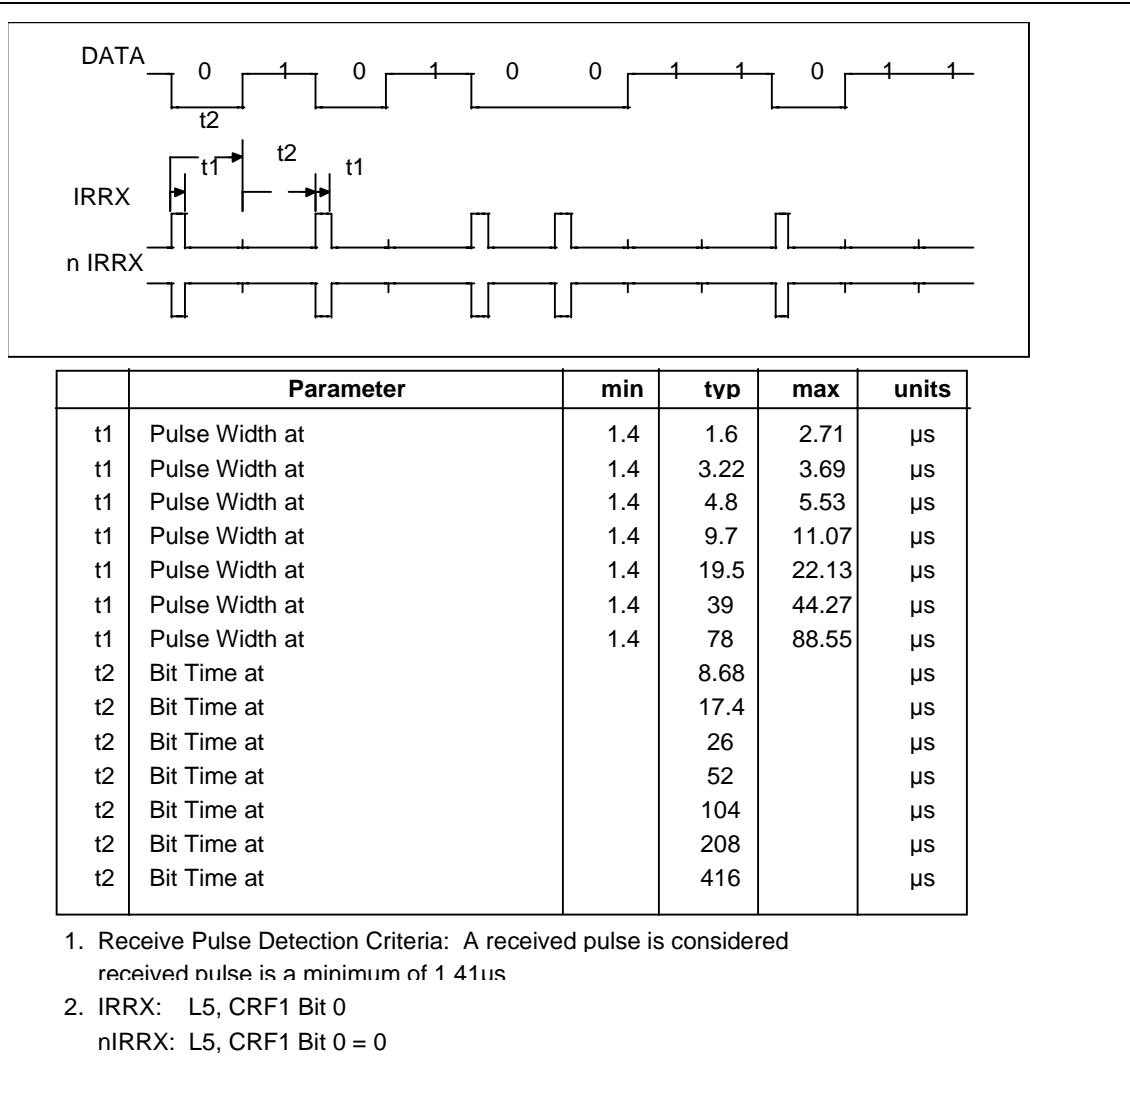 DATA
0 1 0 1 0 0 1 1 0 1 1
t2
t2
t1
t1
IRRX
n IRRX
Parameter min typ max units
t1 Pulse Width at 1.4 1.6 2.71 µs
t1 Pulse Width at 1.4 3.22 3.69 µs
t1 Pulse Width at 1.4 4.8 5.53 µs
t1 Pulse Width at 1.4 9.7 11.07 µs
t1 Pulse Width at 1.4 19.5 22.13 µs
t1 Pulse Width at 1.4 39 44.27 µs
t1 Pulse Width at 1.4 78 88.55 µs
t2 Bit Time at 8.68 µs
t2 Bit Time at 17.4 µs
t2 Bit Time at 26 µs
t2 Bit Time at 52 µs
t2 Bit Time at 104 µs
t2 Bit Time at 208 µs
t2 Bit Time at 416 µs
1. Receive Pulse Detection Criteria: A received pulse is considered
received pulse is a minimum of 1.41µs
2. IRRX: L5, CRF1 Bit 0
nIRRX: L5, CRF1 Bit 0 = 0